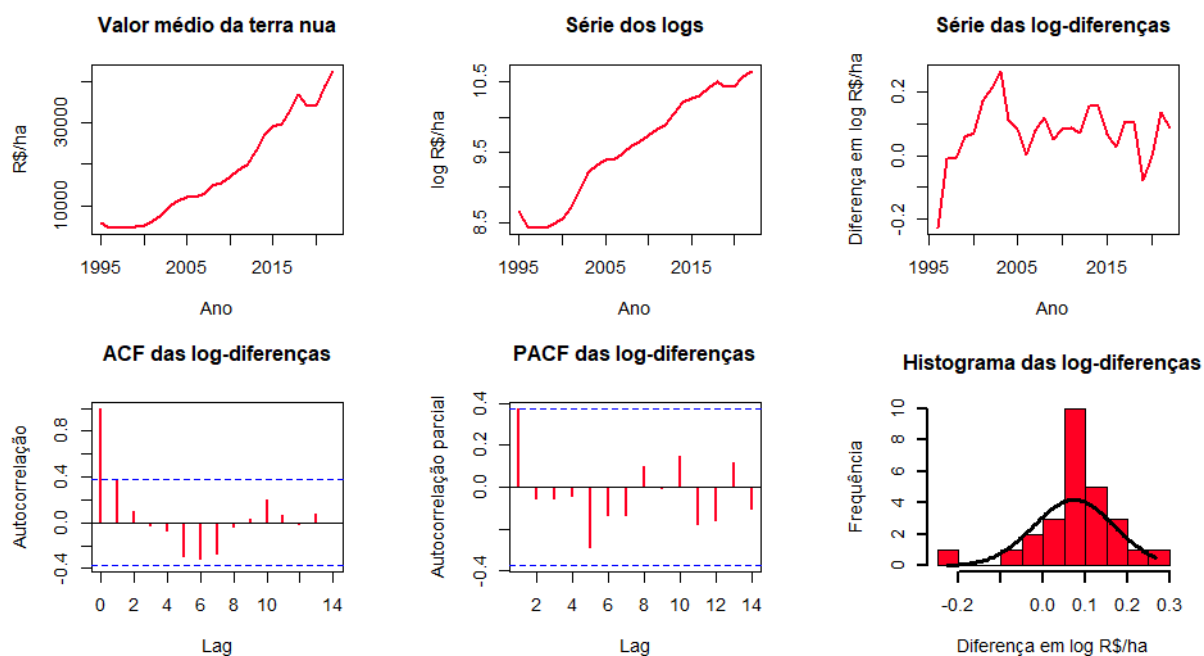 Valor médio da terra nua
R$/ha
10000
30000
1995
2005
2015
Ano
Série dos logs
log R$/ha
8.5
9.5
10.5
1995
2005
2015
Ano
Série das log-diferenças
Diferença em log R$/ha
-0.2
0.0
0.2
1995
2005
2015
Ano
ACF das log-diferenças
Autocorrelação
-0.4
0.0
0.4
0.8
0 2 4 6 8 10 14
Lag
PACF das log-diferenças
Autocorrelação parcial
-0.4
0.0
0.2
0.4
2 4 6 8 10 12 14
Lag
Histograma das log-diferenças
Frequência
0
2
4
6
8
10
-0.2 0.0 0.1 0.2 0.3
Diferença em log R$/ha